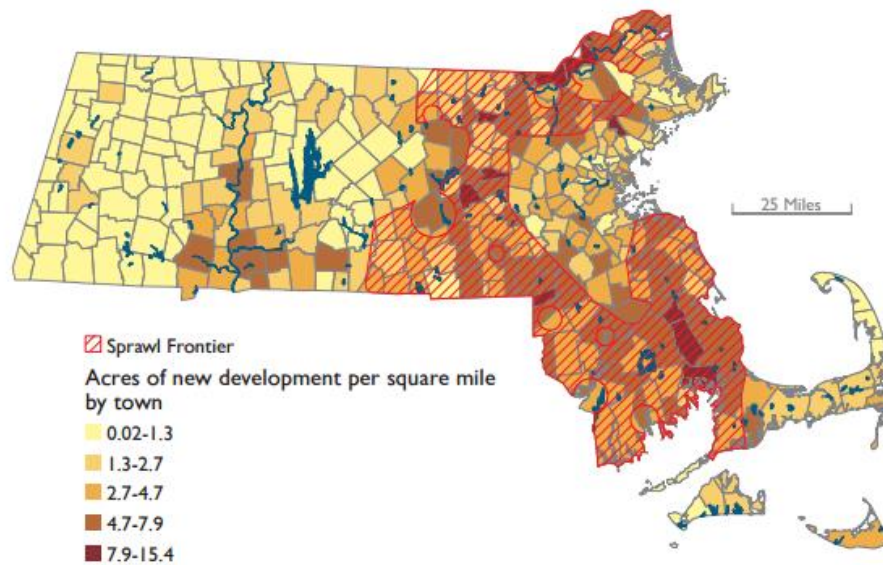 25 Miles
Sprawl Frontier
Acres of new development per square mile
by town
0.02-1.3
1.3-2.7
2.7-4.7
4.7-7.9
7.9-15.4